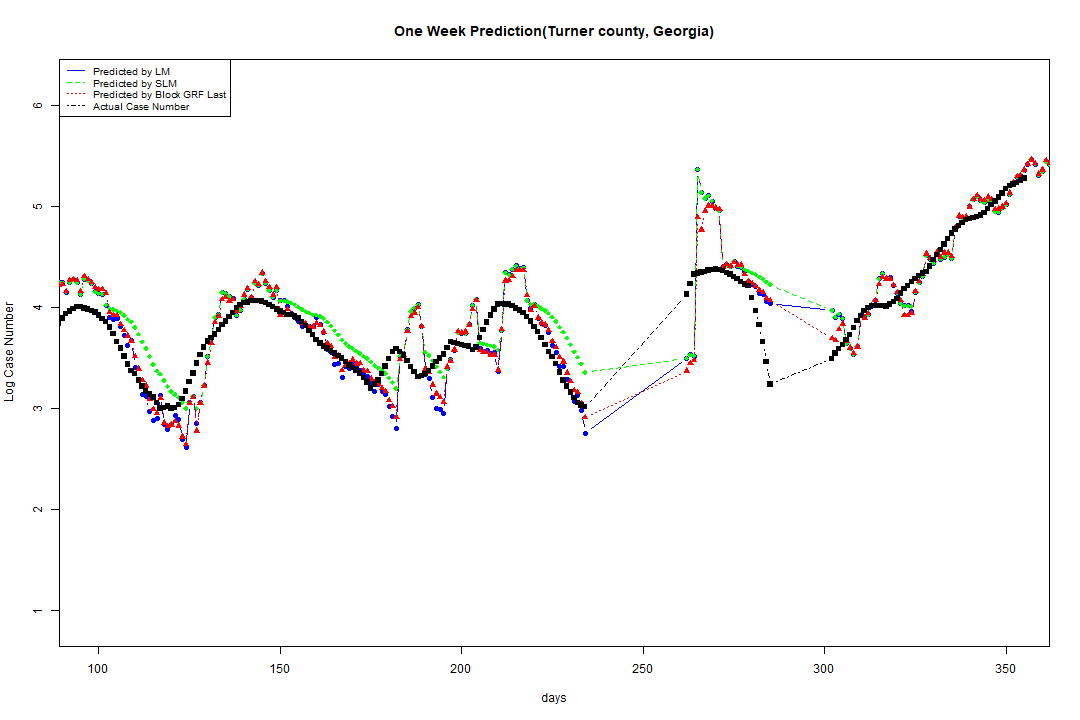 One Week Prediction(Turner county, Georgia)
Predicted by LM
Predicted by SLM
Predicted by Block GRF Last
Actual Case Number
6
5
4
3
2
1
Log Case Number
100 150 200 250 300 350
days